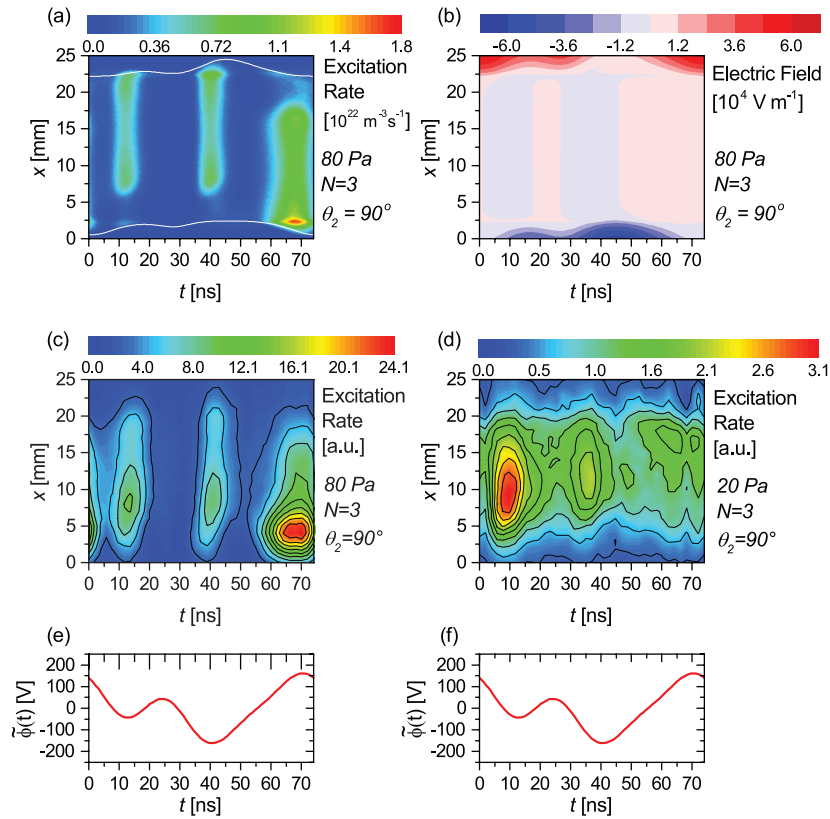 (a)
0.0 0.36 0.72 1.1 1.4 1.8
25
20
15
10
5
0
x [mm]
0 10 20 30 40 50 60 70
t [ns]
Excitation
Rate
[10²² m⁻³s⁻¹]
80 Pa
N=3
θ₂ = 90°
(b)
-6.0 -3.6 -1.2 1.2 3.6 6.0
25
20
15
10
5
0
x [mm]
0 10 20 30 40 50 60 70
t [ns]
Electric Field
[10⁴ V m⁻¹]
80 Pa
N=3
θ₂ = 90°
(c)
0.0 4.0 8.0 12.1 16.1 20.1 24.1
25
20
15
10
5
0
x [mm]
0 10 20 30 40 50 60 70
t [ns]
Excitation
Rate
[a.u.]
80 Pa
N=3
θ₂=90°
(d)
0.0 0.5 1.0 1.6 2.1 2.6 3.1
25
20
15
10
5
0
x [mm]
0 10 20 30 40 50 60 70
t [ns]
Excitation
Rate
[a.u.]
20 Pa
N=3
θ₂=90°
(e)
200
100
0
-100
-200
ϕ̃(t) [V]
0 10 20 30 40 50 60 70
t [ns]
(f)
200
100
0
-100
-200
ϕ̃(t) [V]
0 10 20 30 40 50 60 70
t [ns]